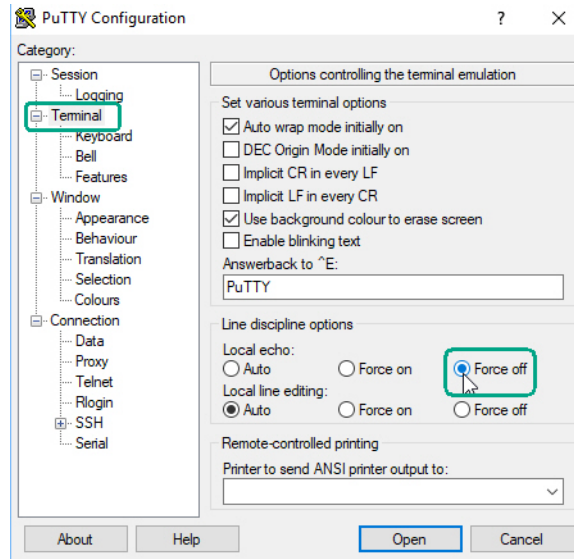 PuTTY Configuration
Category:
Session
Logging
Terminal
Keyboard
Bell
Features
Window
Appearance
Behaviour
Translation
Selection
Colours
Connection
Data
Proxy
Telnet
Rlogin
SSH
Serial
Options controlling the terminal emulation
Set various terminal options
Auto wrap mode initially on
DEC Origin Mode initially on
Implicit CR in every LF
Implicit LF in every CR
Use background colour to erase screen
Enable blinking text
Answerback to ^E:
PuTTY
Line discipline options
Local echo:
Auto Force on Force off
Local line editing:
Auto Force on Force off
Remote-controlled printing
Printer to send ANSI printer output to:
About Help Open Cancel